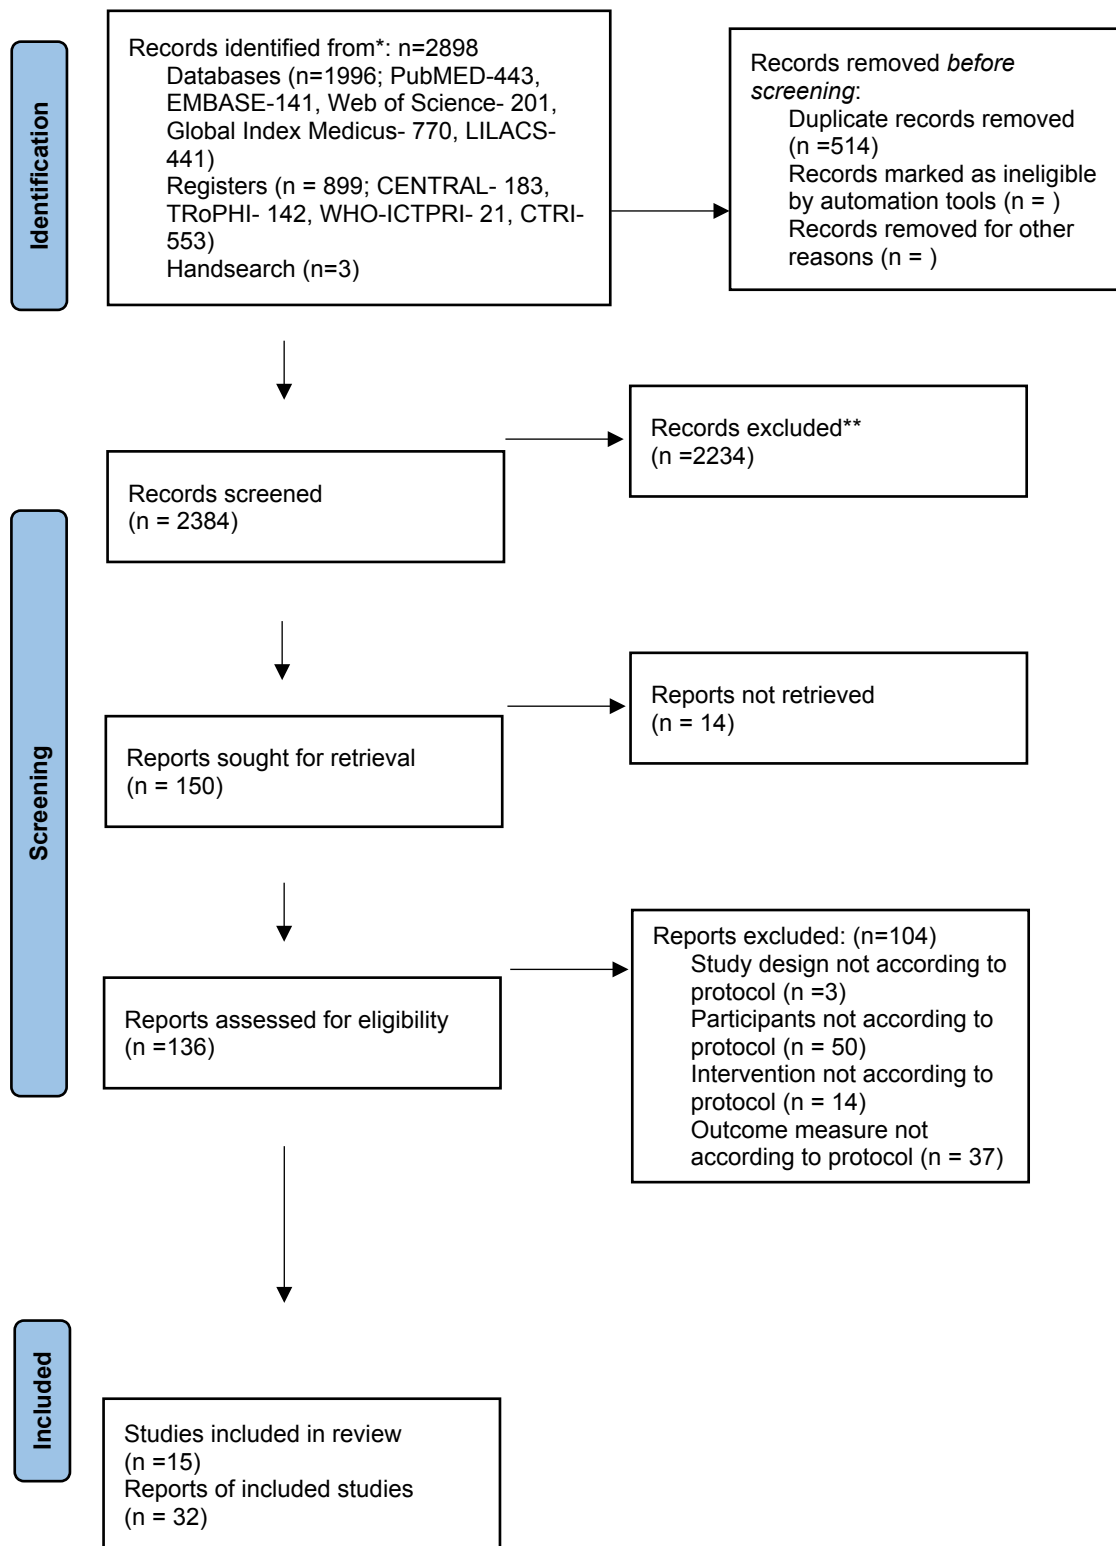 Identification
Records identified from*: n=2898
Databases (n=1996; PubMED-443,
EMBASE-141, Web of Science- 201,
Global Index Medicus- 770, LILACS-
441)
Registers (n = 899; CENTRAL- 183,
TRoPHI- 142, WHO-ICTPRI- 21, CTRI-
553)
Handsearch (n=3)
Records removed before
screening:
Duplicate records removed
(n =514)
Records marked as ineligible
by automation tools (n = )
Records removed for other
reasons (n = )
Screening
Records screened
(n = 2384)
Records excluded**
(n =2234)
Reports sought for retrieval
(n = 150)
Reports not retrieved
(n = 14)
Reports assessed for eligibility
(n =136)
Reports excluded: (n=104)
Study design not according to
protocol (n =3)
Participants not according to
protocol (n = 50)
Intervention not according to
protocol (n = 14)
Outcome measure not
according to protocol (n = 37)
Included
Studies included in review
(n =15)
Reports of included studies
(n = 32)